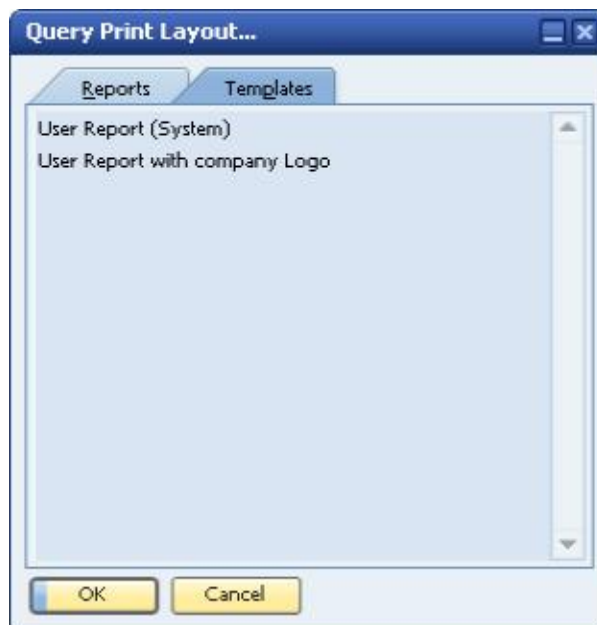 Query Print Layout...
Reports Templates
User Report (System)
User Report with company Logo
OK Cancel